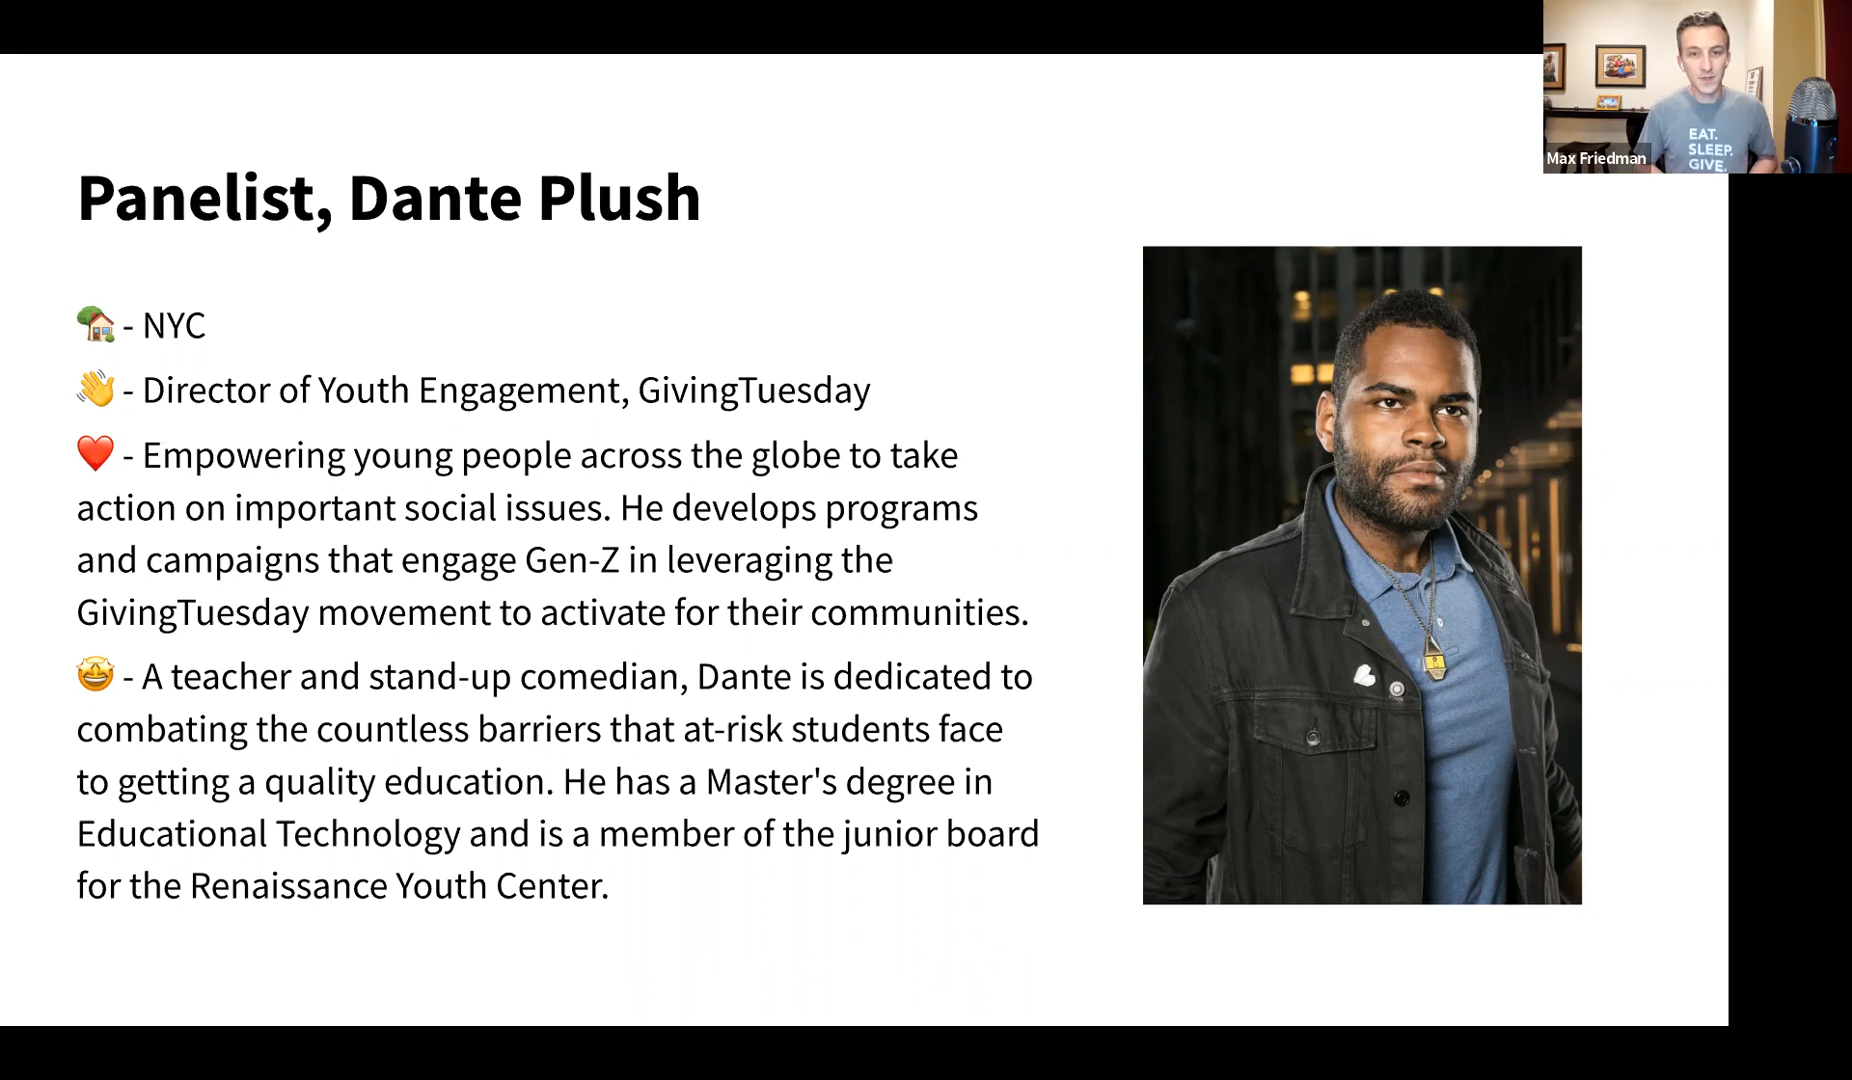 EAT.
SLEEP.
GIVE.
Max Friedman
Panelist, Dante Plush
🏡 - NYC
👋 - Director of Youth Engagement, GivingTuesday
❤️ - Empowering young people across the globe to take
action on important social issues. He develops programs
and campaigns that engage Gen-Z in leveraging the
GivingTuesday movement to activate for their communities.
🤩 - A teacher and stand-up comedian, Dante is dedicated to
combating the countless barriers that at-risk students face
to getting a quality education. He has a Master's degree in
Educational Technology and is a member of the junior board
for the Renaissance Youth Center.